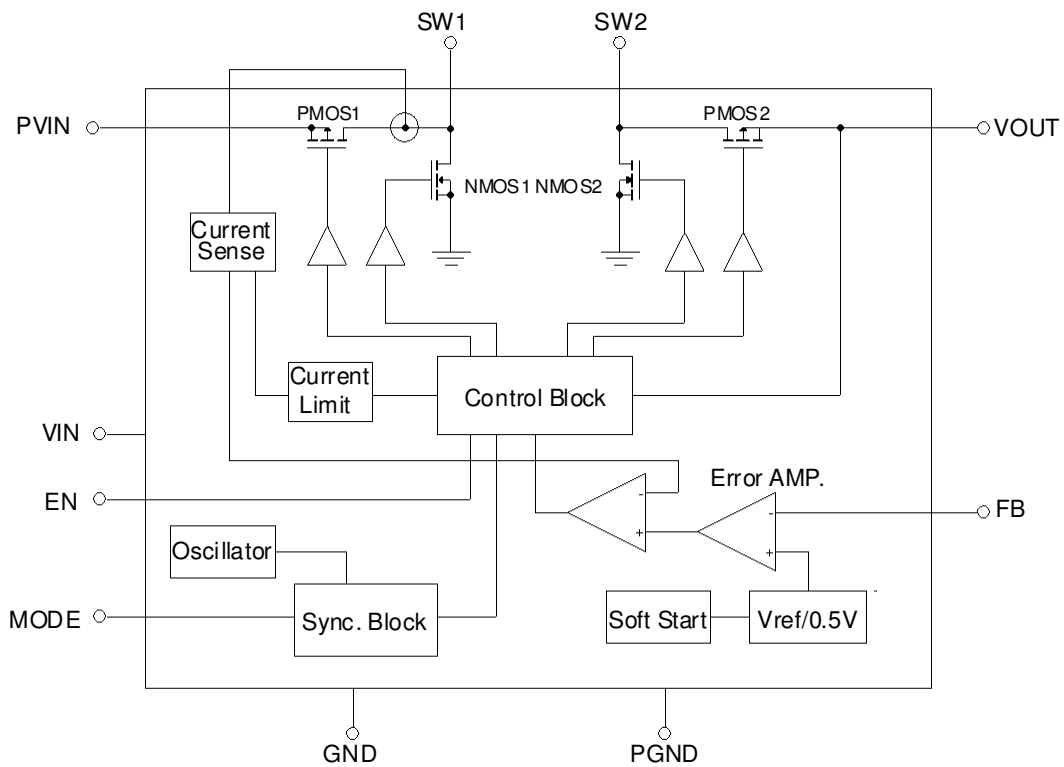 SW1
SW2
PVIN
PMOS1
PMOS2
VOUT
NMOS1
NMOS2
Current
Sense
Current
Limit
Control Block
VIN
EN
Error AMP.
-
+
-
+
FB
Oscillator
MODE
Sync. Block
Soft Start
Vref/0.5V
-
GND
PGND